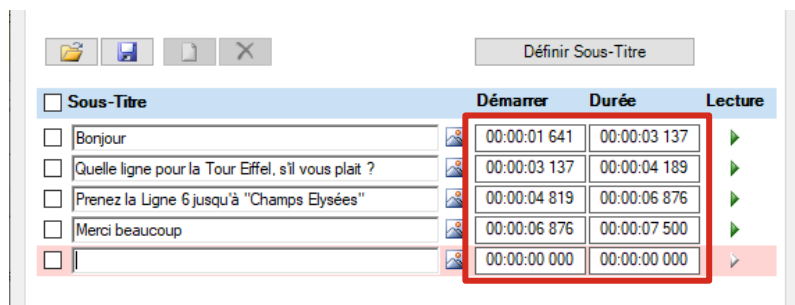 Définir Sous-Titre
Sous-Titre Démarrer Durée Lecture
Bonjour 00:00:01 641 00:00:03 137
Quelle ligne pour la Tour Eiffel, s'il vous plait ? 00:00:03 137 00:00:04 189
Prenez la Ligne 6 jusqu'à "Champs Elysées" 00:00:04 819 00:00:06 876
Merci beaucoup 00:00:06 876 00:00:07 500
00:00:00 000 00:00:00 000